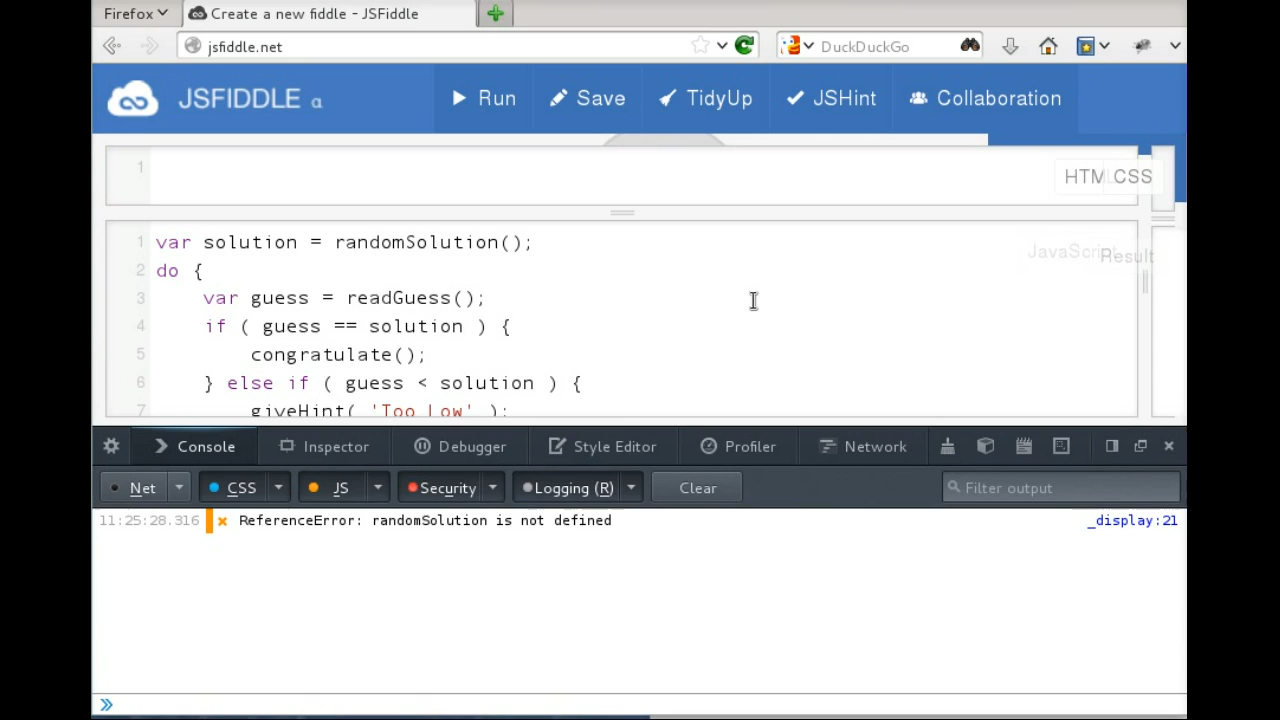 Firefox
Create a new fiddle - JSFiddle
jsfiddle.net
DuckDuckGo
JSFIDDLE α
Run
Save
TidyUp
JSHint
Collaboration
1
HTML
CSS
1 var solution = randomSolution();
JavaScript
Result
2 do {
3 var guess = readGuess();
4 if ( guess == solution ) {
5 congratulate();
6 } else if ( guess < solution ) {
7 giveHint( 'Too Low' );
Console
Inspector
Debugger
Style Editor
Profiler
Network
Net
CSS
JS
Security
Logging (R)
Clear
Filter output
11:25:28.316 ReferenceError: randomSolution is not defined _display:21